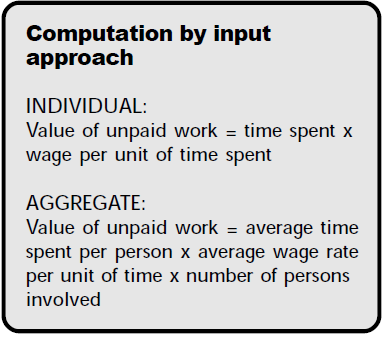 Computation by input
approach
INDIVIDUAL:
Value of unpaid work = time spent x
wage per unit of time spent
AGGREGATE:
Value of unpaid work = average time
spent per person x average wage rate
per unit of time x number of persons
involved